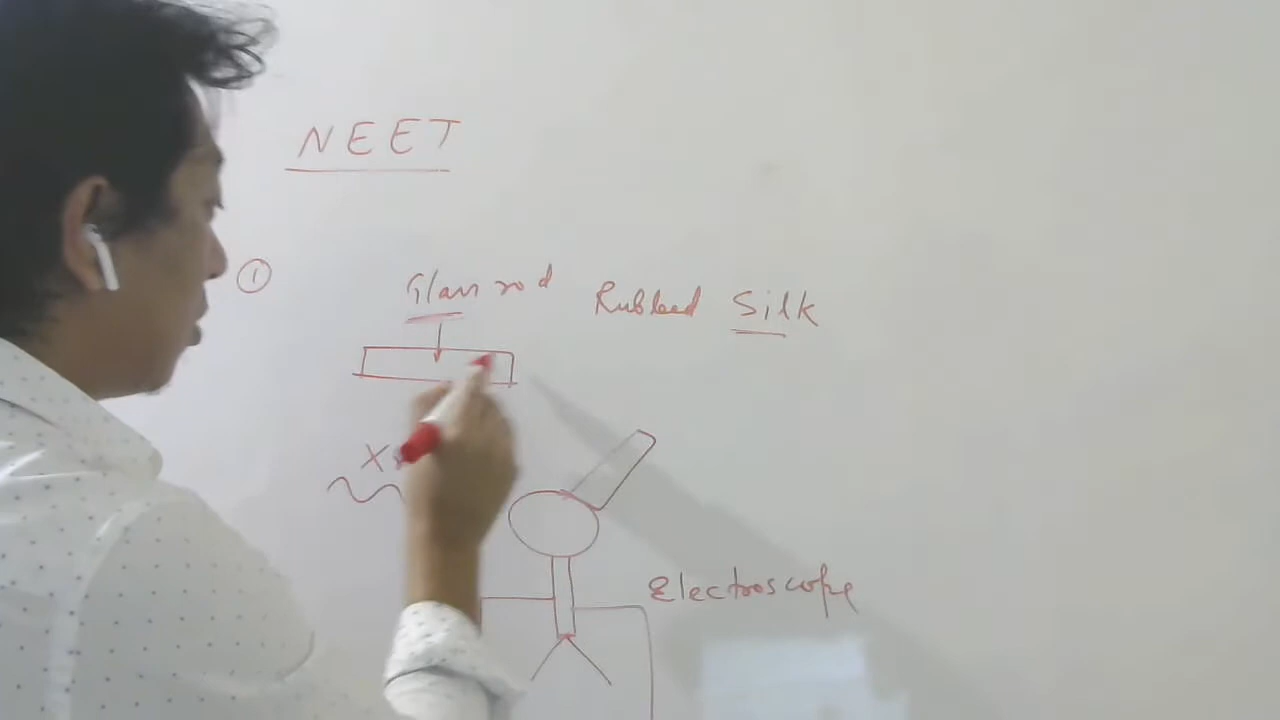 NEET
① Glass rod Rubbed Silk
X
Electroscope